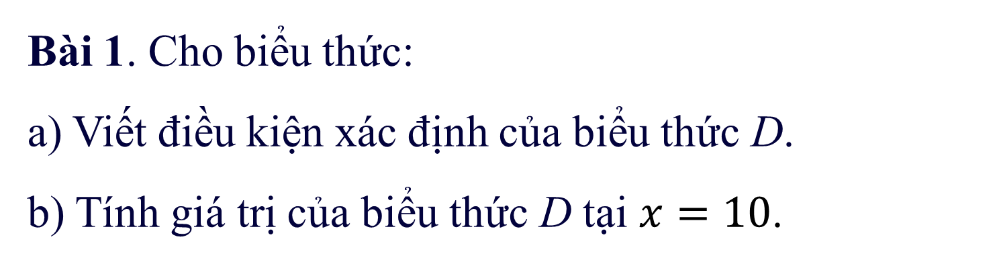 Bài 1. Cho biểu thức:
a) Viết điều kiện xác định của biểu thức D.
b) Tính giá trị của biểu thức D tại x = 10.